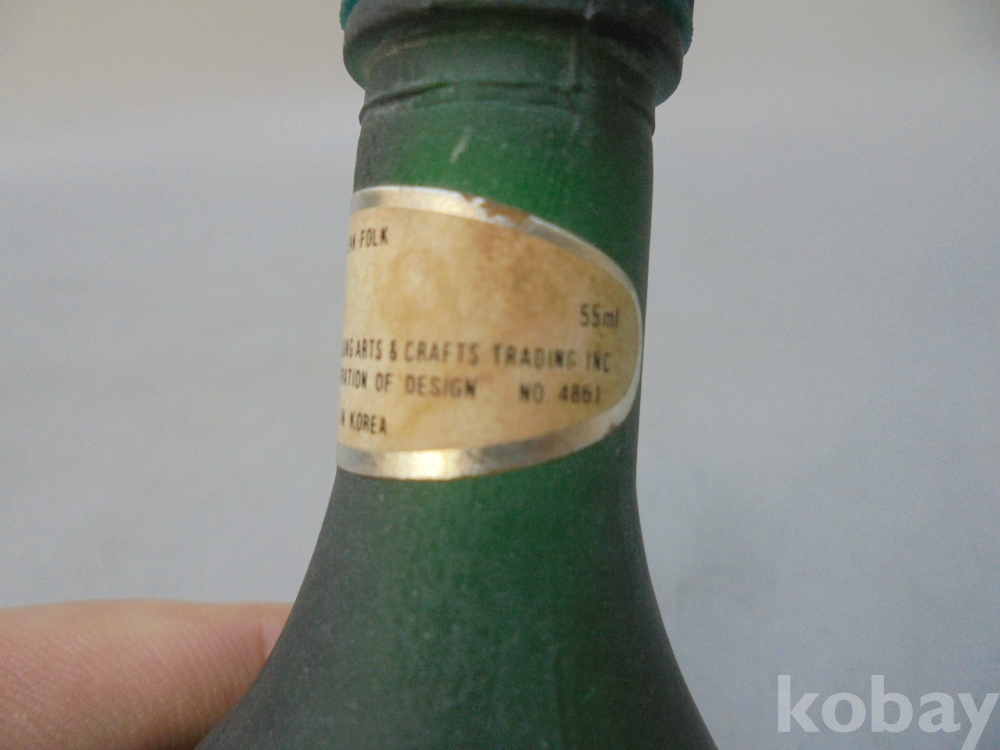 FOLK
55ml
ARTS & CRAFTS TRADING INC
OF DESIGN NO 4861
KOREA
kobay